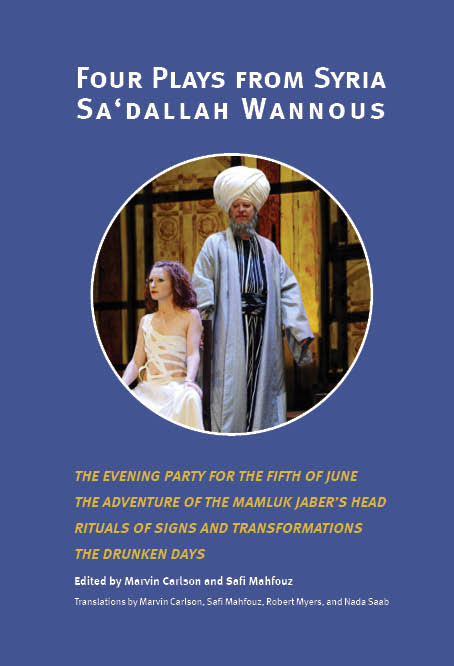 Four Plays from Syria
Sa‘dallah Wannous
THE EVENING PARTY FOR THE FIFTH OF JUNE
THE ADVENTURE OF THE MAMLUK JABER'S HEAD
RITUALS OF SIGNS AND TRANSFORMATIONS
THE DRUNKEN DAYS
Edited by Marvin Carlson and Safi Mahfouz
Translations by Marvin Carlson, Safi Mahfouz, Robert Myers, and Nada Saab